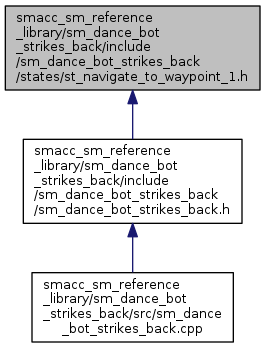 smacc_sm_reference
_library/sm_dance_bot
_strikes_back/include
/sm_dance_bot_strikes_back
/states/st_navigate_to_waypoint_1.h
smacc_sm_reference
_library/sm_dance_bot
_strikes_back/include
/sm_dance_bot_strikes_back
/sm_dance_bot_strikes_back.h
smacc_sm_reference
_library/sm_dance_bot
_strikes_back/src/sm_dance
_bot_strikes_back.cpp